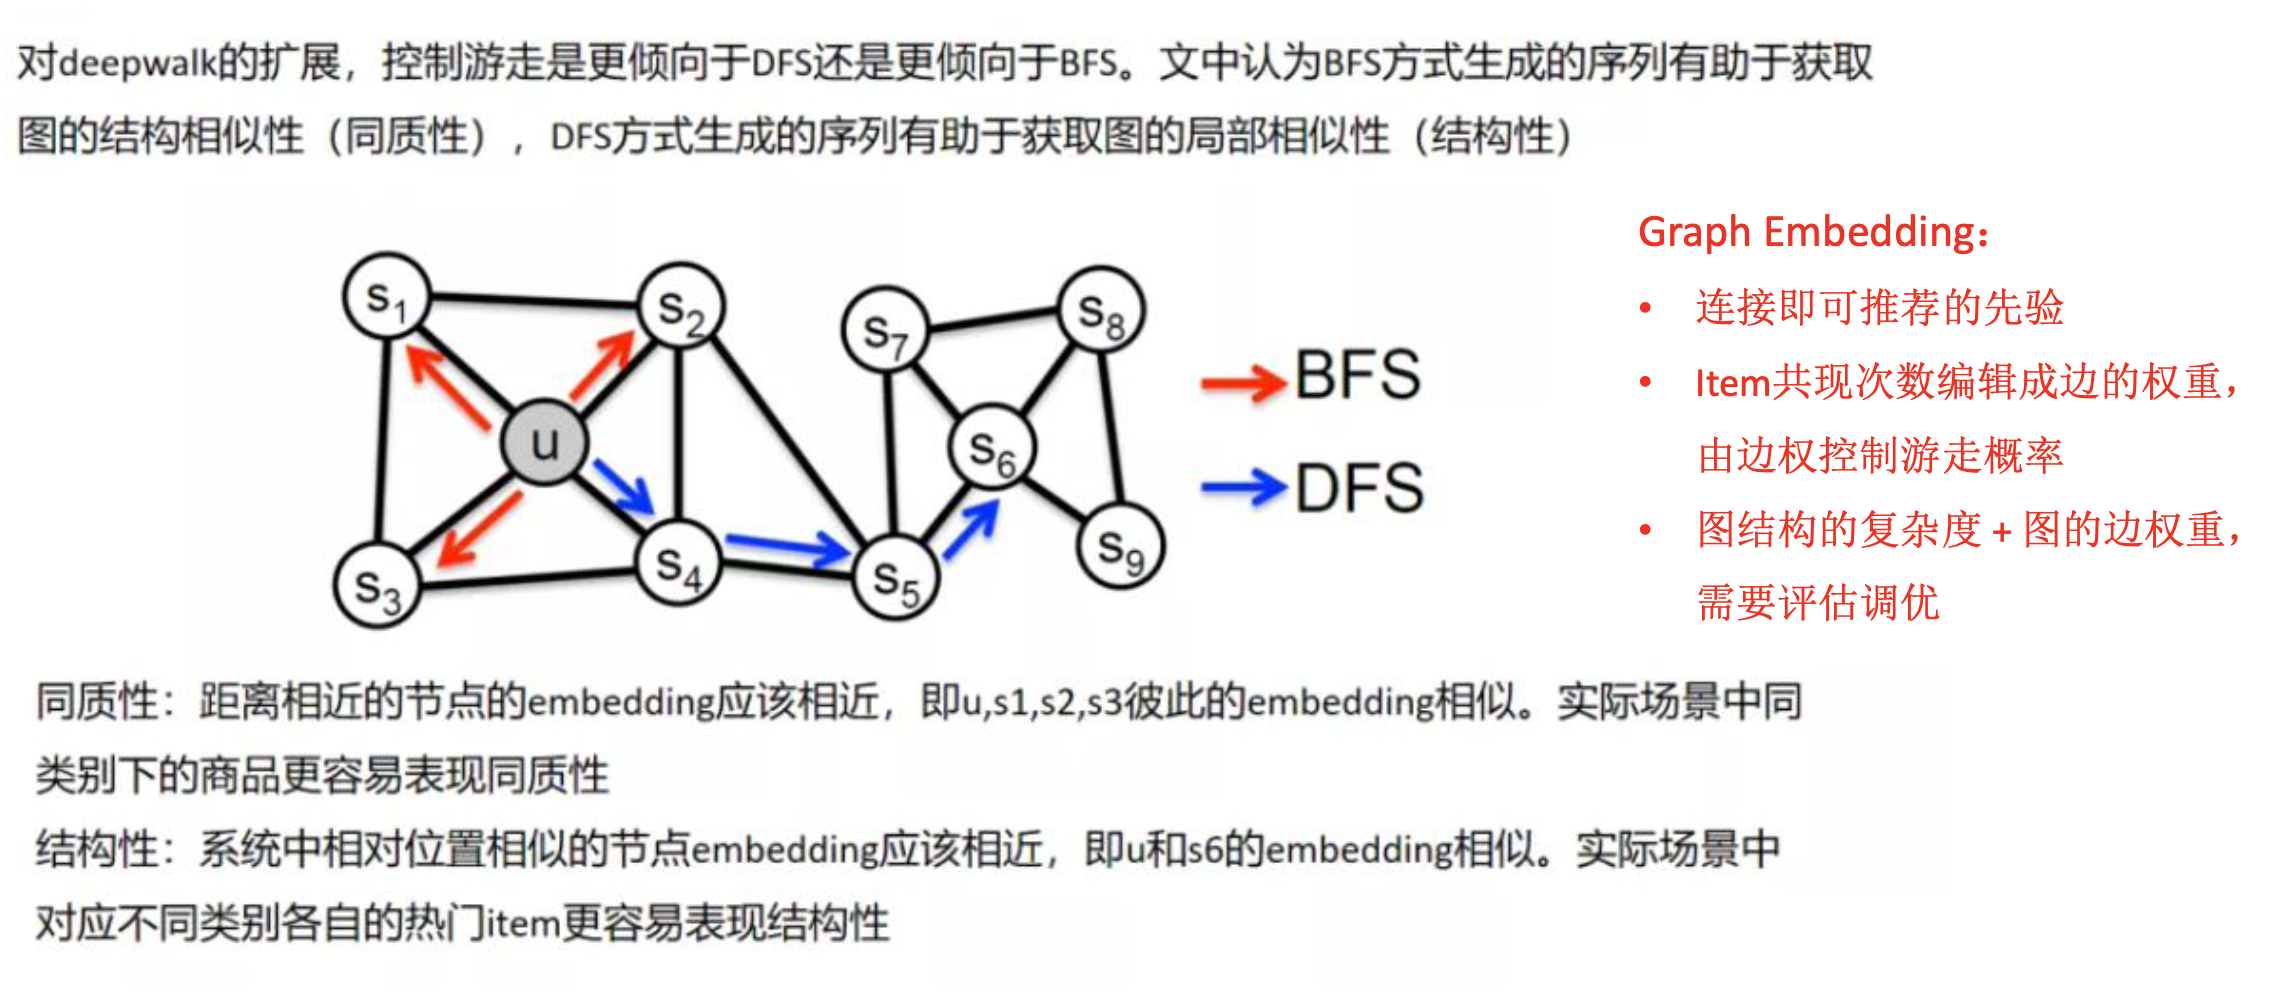 对deepwalk的扩展，控制游走是更倾向于DFS还是更倾向于BFS。文中认为BFS方式生成的序列有助于获取
图的结构相似性（同质性），DFS方式生成的序列有助于获取图的局部相似性（结构性）
Graph Embedding：
• 连接即可推荐的先验
• Item共现次数编辑成边的权重，
由边权控制游走概率
• 图结构的复杂度 + 图的边权重，
需要评估调优
S1
S2
S7
S8
BFS
u
S6
DFS
S3
S4
S5
S9
同质性：距离相近的节点的embedding应该相近，即u,s1,s2,s3彼此的embedding相似。实际场景中同
类别下的商品更容易表现同质性
结构性：系统中相对位置相似的节点embedding应该相近，即u和s6的embedding相似。实际场景中
对应不同类别各自的热门item更容易表现结构性